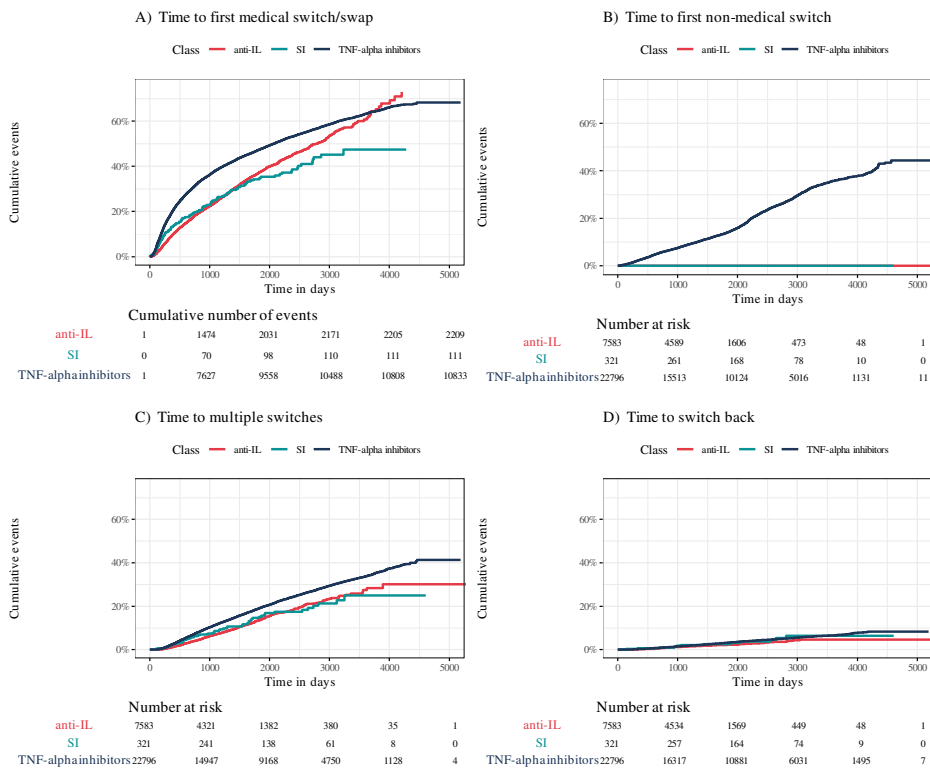 A) Time to first medical switch/swap
Class anti-IL SI TNF-alpha inhibitors
Cumulative events
60%
40%
20%
0%
0 1000 2000 3000 4000 5000
Time in days
Cumulative number of events
anti-IL 1 1474 2031 2171 2205 2209
SI 0 70 98 110 111 111
TNF-alpha inhibitors 1 7627 9558 10488 10808 10833
B) Time to first non-medical switch
Class anti-IL SI TNF-alpha inhibitors
Cumulative events
60%
40%
20%
0%
0 1000 2000 3000 4000 5000
Time in days
Number at risk
anti-IL 7583 4589 1606 473 48 1
SI 321 261 168 78 10 0
TNF-alpha inhibitors 22796 15513 10124 5016 1131 11
C) Time to multiple switches
Class anti-IL SI TNF-alpha inhibitors
Cumulative events
60%
40%
20%
0%
0 1000 2000 3000 4000 5000
Time in days
Number at risk
anti-IL 7583 4321 1382 380 35 1
SI 321 241 138 61 8 0
TNF-alpha inhibitors 22796 14947 9168 4750 1128 4
D) Time to switch back
Class anti-IL SI TNF-alpha inhibitors
Cumulative events
60%
40%
20%
0%
0 1000 2000 3000 4000 5000
Time in days
Number at risk
anti-IL 7583 4534 1569 449 48 1
SI 321 257 164 74 9 0
TNF-alpha inhibitors 22796 16317 10881 6031 1495 7